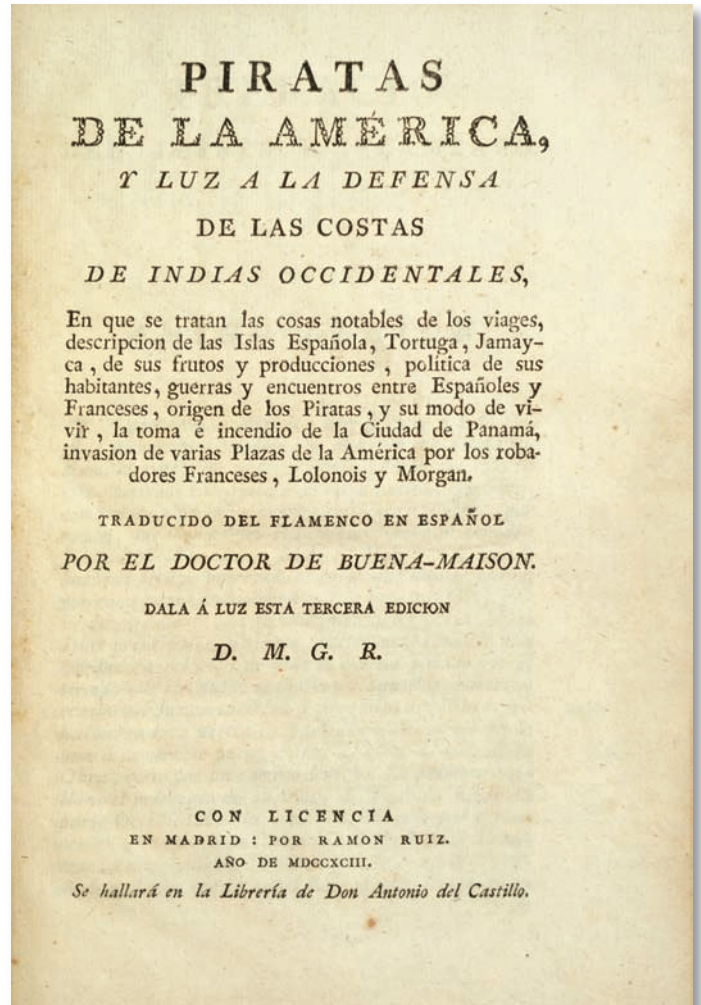 PIRATAS
DE LA AMÉRICA,
Y LUZ A LA DEFENSA
DE LAS COSTAS
DE INDIAS OCCIDENTALES,
En que se tratan las cosas notables de los viages,
descripcion de las Islas Española, Tortuga, Jamay-
ca, de sus frutos y producciones, política de sus
habitantes, guerras y encuentros entre Españoles y
Franceses, origen de los Piratas, y su modo de vi-
vir, la toma é incendio de la Ciudad de Panamá,
invasion de varias Plazas de la América por los roba-
dores Franceses, Lolonois y Morgan.
TRADUCIDO DEL FLAMENCO EN ESPAÑOL
POR EL DOCTOR DE BUENA-MAISON.
DALA Á LUZ ESTA TERCERA EDICION
D. M. G. R.
CON LICENCIA
EN MADRID : POR RAMON RUIZ.
AÑO DE MDCCXCIII.
Se hallará en la Librería de Don Antonio del Castillo.